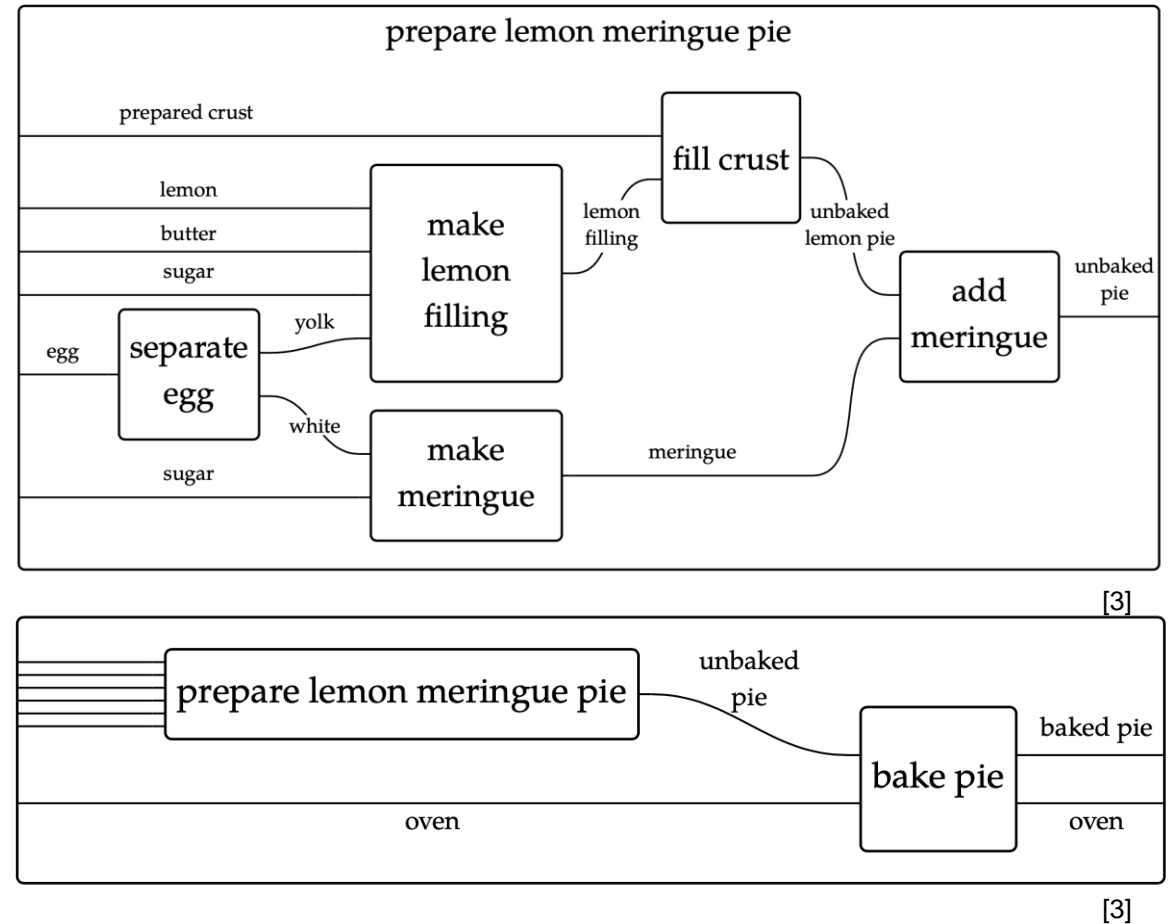 prepare lemon meringue pie
prepared crust
lemon
butter
sugar
egg
separate
egg
yolk
white
sugar
make
lemon
filling
make
meringue
lemon
filling
fill crust
meringue
unbaked
lemon pie
add
meringue
unbaked
pie
[3]
prepare lemon meringue pie
unbaked
pie
oven
bake pie
baked pie
oven
[3]